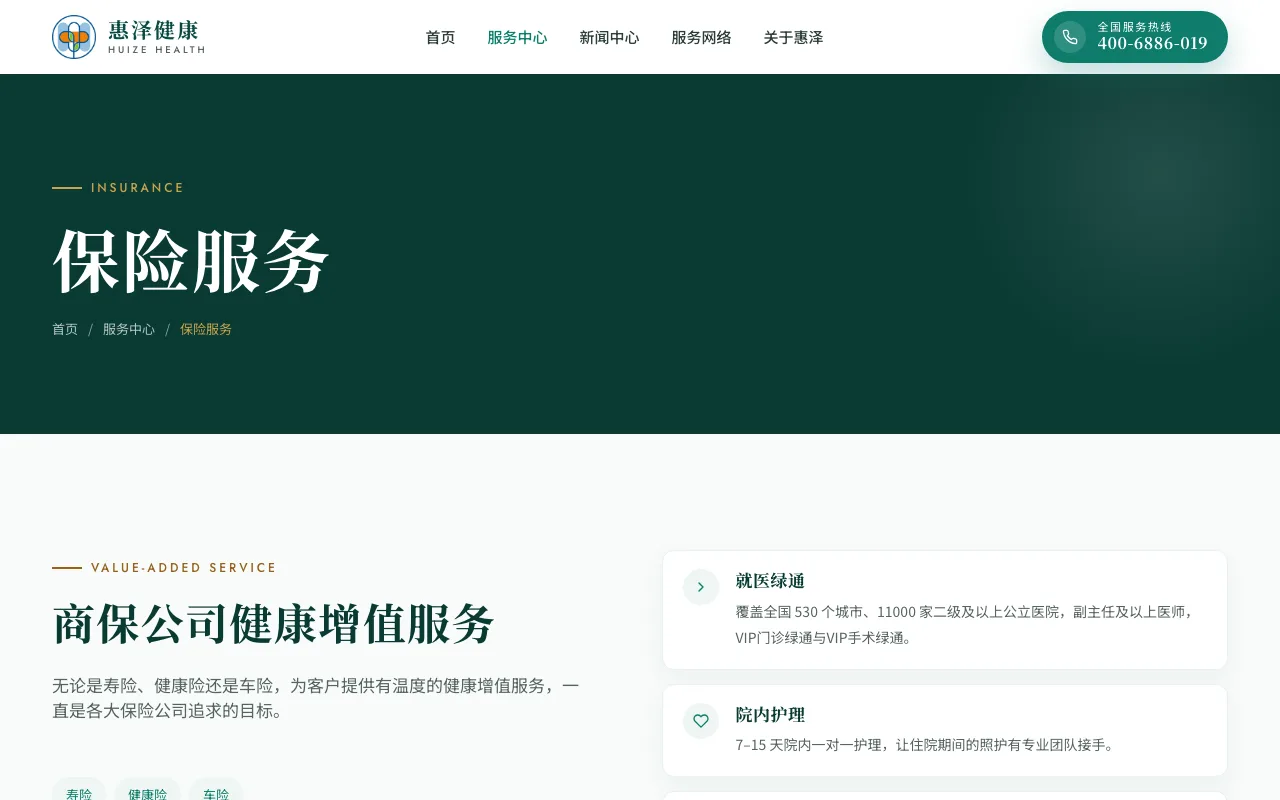 惠泽健康
HUIZE HEALTH
首页
服务中心
新闻中心
服务网络
关于惠泽
全国服务热线
400-6886-019
INSURANCE
保险服务
首页 / 服务中心 / 保险服务
VALUE-ADDED SERVICE
商保公司健康增值服务
无论是寿险、健康险还是车险，为客户提供有温度的健康增值服务，一
直是各大保险公司追求的目标。
寿险
健康险
车险
就医绿通
覆盖全国 530 个城市、11000 家二级及以上公立医院，副主任及以上医师，
VIP门诊绿通与VIP手术绿通。
院内护理
7–15 天院内一对一护理，让住院期间的照护有专业团队接手。